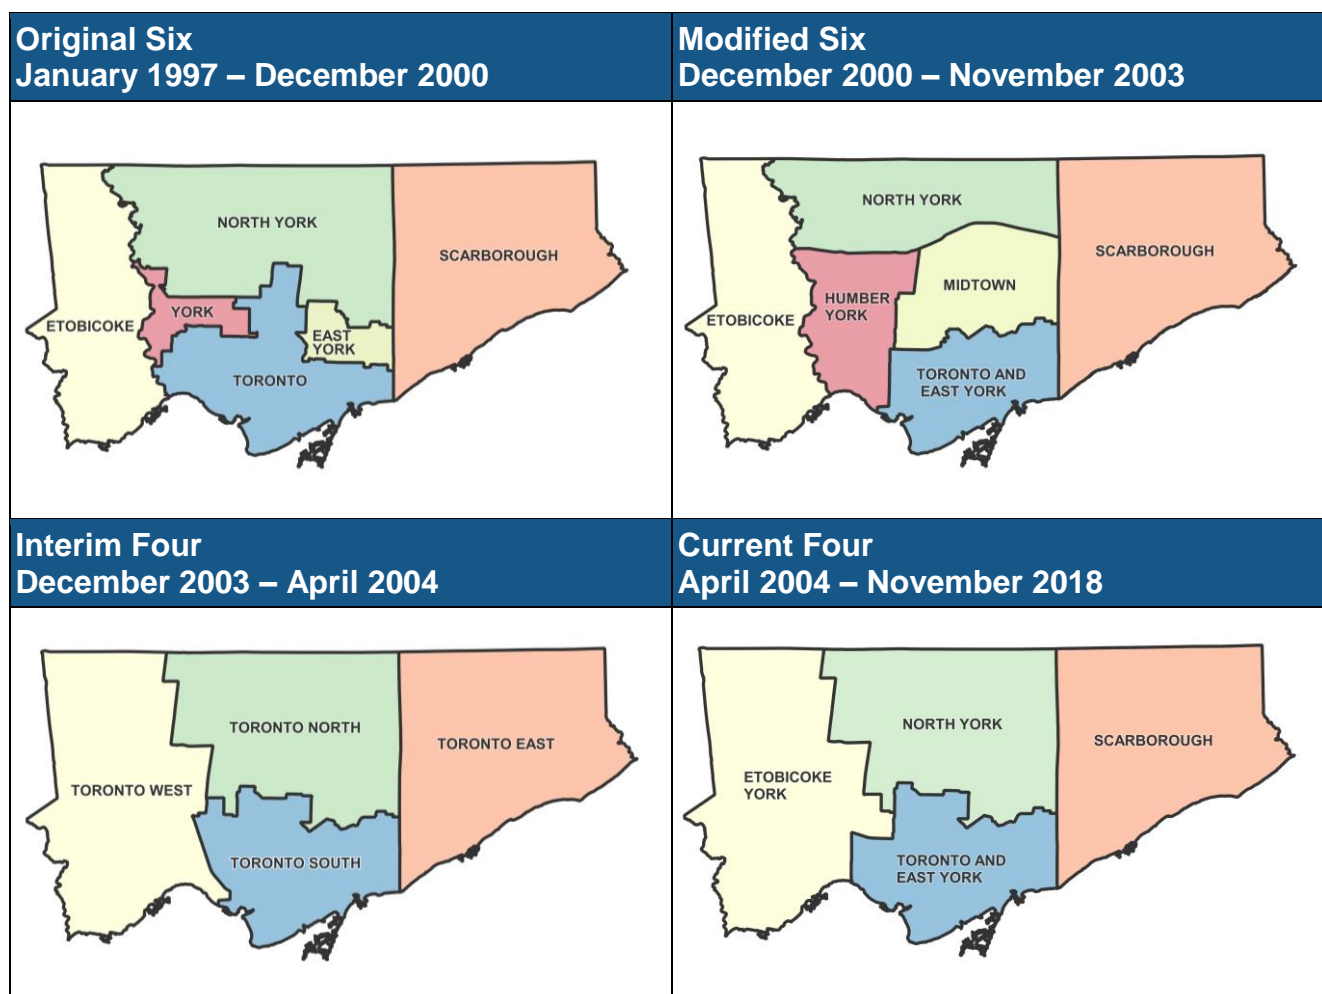 Original Six
January 1997 – December 2000
Modified Six
December 2000 – November 2003
NORTH YORK
SCARBOROUGH
YORK
ETOBICOKE
EAST
YORK
TORONTO
NORTH YORK
SCARBOROUGH
MIDTOWN
HUMBER
YORK
ETOBICOKE
TORONTO AND
EAST YORK
Interim Four
December 2003 – April 2004
Current Four
April 2004 – November 2018
TORONTO NORTH
TORONTO EAST
TORONTO WEST
TORONTO SOUTH
NORTH YORK
SCARBOROUGH
ETOBICOKE
YORK
TORONTO AND
EAST YORK